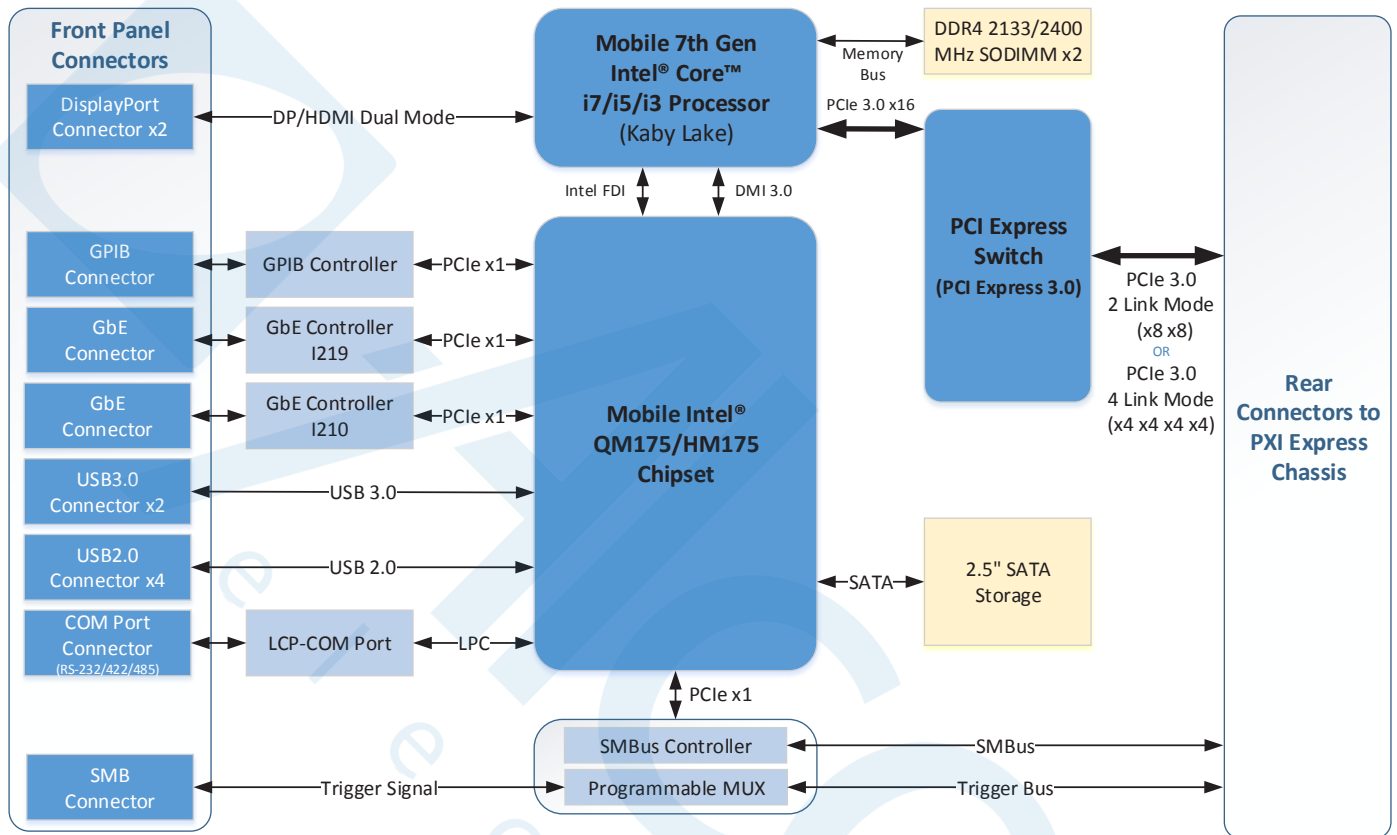 Front Panel
Connectors
DisplayPort
Connector x2
DP/HDMI Dual Mode
Mobile 7th Gen
Intel® Core™
i7/i5/i3 Processor
(Kaby Lake)
Memory
Bus
DDR4 2133/2400
MHz SODIMM x2
PCIe 3.0 x16
Intel FDI
DMI 3.0
PCI Express
Switch
(PCI Express 3.0)
PCIe 3.0
2 Link Mode
(x8 x8)
OR
PCIe 3.0
4 Link Mode
(x4 x4 x4 x4)
Rear
Connectors to
PXI Express
Chassis
GPIB
Connector
GPIB Controller
PCIe x1
GbE
Connector
GbE Controller
I219
PCIe x1
GbE
Connector
GbE Controller
I210
PCIe x1
Mobile Intel®
QM175/HM175
Chipset
USB3.0
Connector x2
USB 3.0
USB2.0
Connector x4
USB 2.0
SATA
2.5" SATA
Storage
COM Port
Connector
(RS-232/422/485)
LCP-COM Port
LPC
PCIe x1
SMBus Controller
SMBus
SMB
Connector
Trigger Signal
Programmable MUX
Trigger Bus